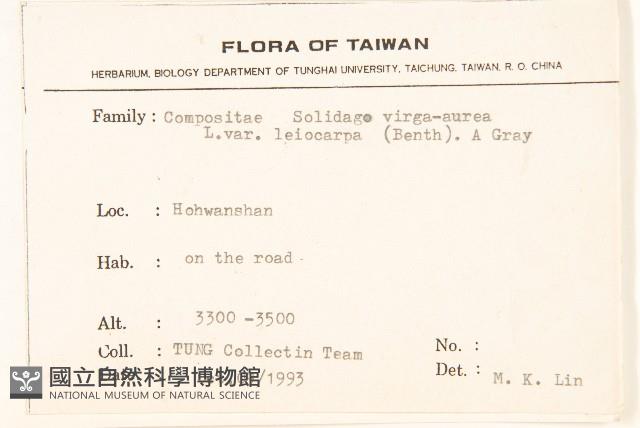 FLORA OF TAIWAN
HERBARIUM, BIOLOGY DEPARTMENT OF TUNGHAI UNIVERSITY, TAICHUNG, TAIWAN, R. O. CHINA
Family : Compositae Solidago virga-aurea
L.var. leiocarpa (Benth). A Gray
Loc. : Hohwanshan
Hab. : on the road
Alt. : 3300 -3500
Coll. : TUNG Collectin Team
No. :
/1993
Det. : M. K. Lin
國立自然科學博物館
NATIONAL MUSEUM OF NATURAL SCIENCE